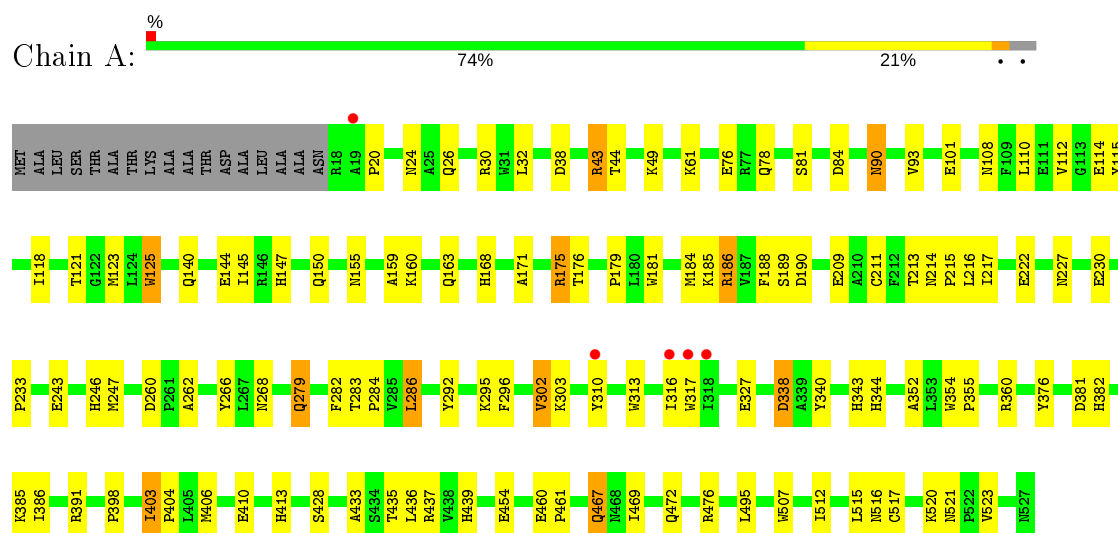 %
Chain A:
74% 21% • •
MET ALA LEU SER THR ALA THR LYS ALA ALA THR ASP ALA LEU ALA ALA ASN R18 A19 P20 N24 A25 Q26 R30 W31 L32 D38 R43 T44 K49 K61 E76 R77 Q78 S81 D84 N90 V93 E101 N108 F109 L110 E111 V112 G113 E114 Y115
I118 T121 G122 M123 L124 W125 Q140 E144 I145 R146 H147 Q150 N155 A159 K160 Q163 H168 A171 R175 T176 P179 L180 W181 M184 K185 R186 V187 F188 S189 D190 E209 A210 C211 F212 T213 N214 P215 L216 I217 E222 N227 E230
P233 E243 H246 M247 D260 P261 A262 Y266 L267 N268 Q279 F282 T283 P284 V285 L286 Y292 K295 F296 V302 K303 Y310 W313 I316 W317 I318 E327 D338 A339 Y340 H343 H344 A352 L353 W354 P355 R360 Y376 D381 H382
K385 I386 R391 P398 I403 P404 L405 M406 E410 H413 S428 A433 S434 T435 L436 R437 V438 H439 E454 E460 P461 Q467 N468 I469 Q472 R476 L495 W507 I512 L515 N516 C517 K520 N521 P522 V523 N527